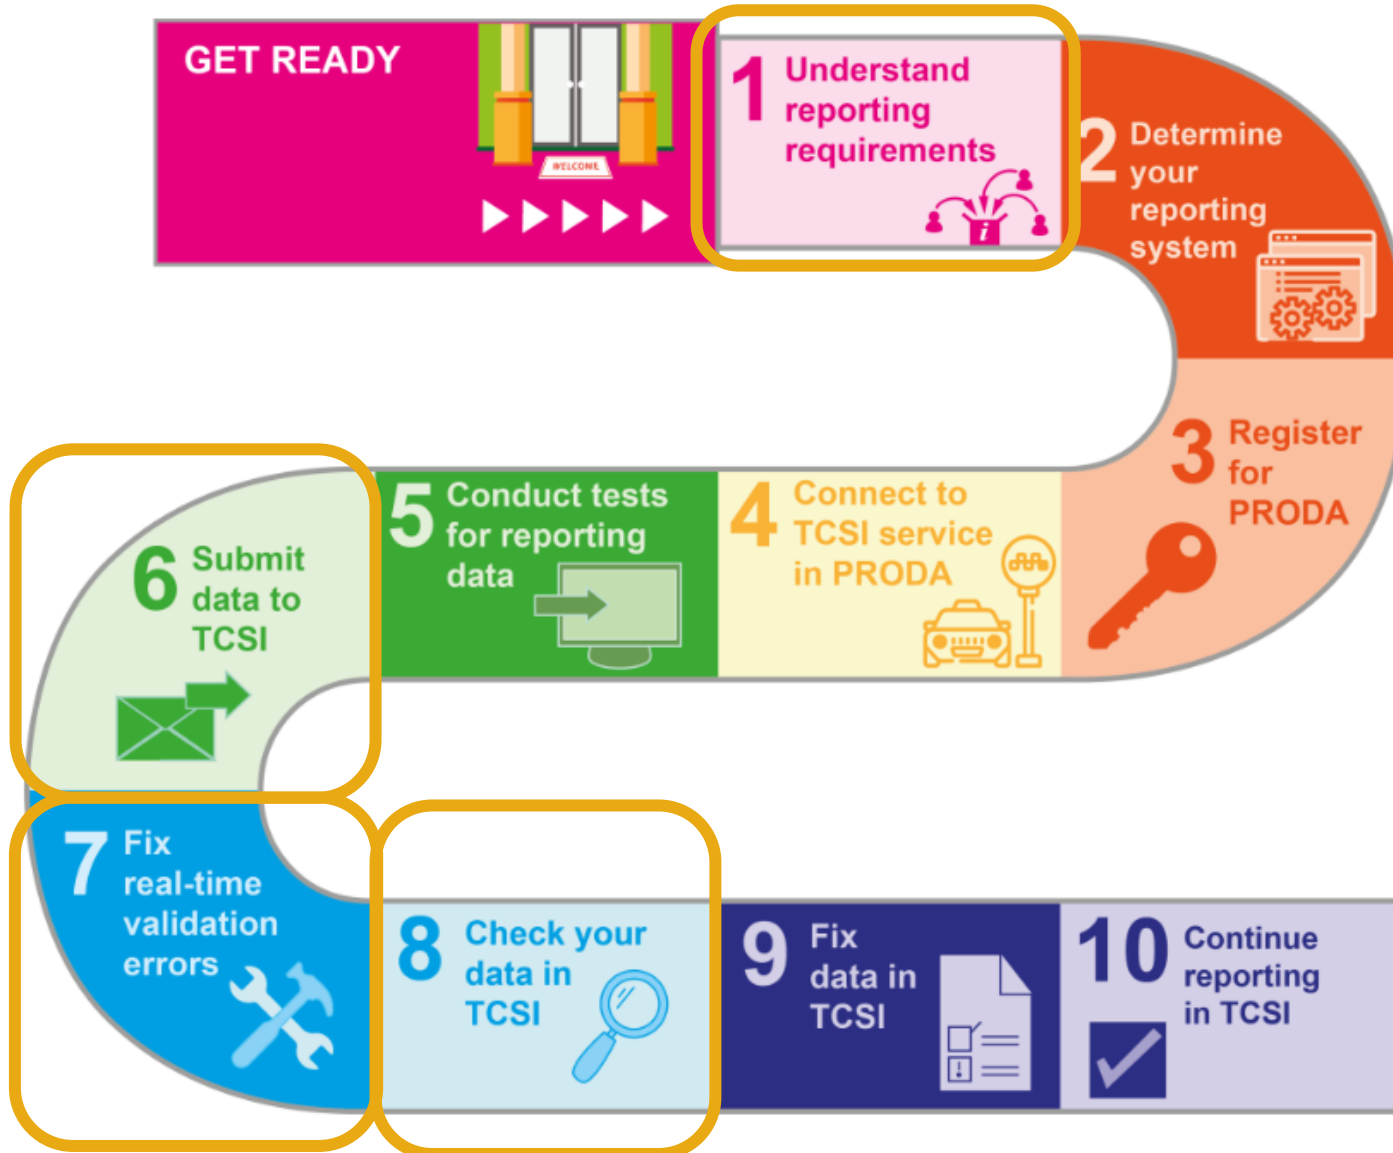 GET READY
WELCOME
1 Understand
reporting
requirements
i
2 Determine
your
reporting
system
3 Register
for
PRODA
4 Connect to
TCSI service
in PRODA
5 Conduct tests
for reporting
data
6 Submit
data to
TCSI
7 Fix
real-time
validation
errors
8 Check your
data in
TCSI
9 Fix
data in
TCSI
!
10 Continue
reporting
in TCSI